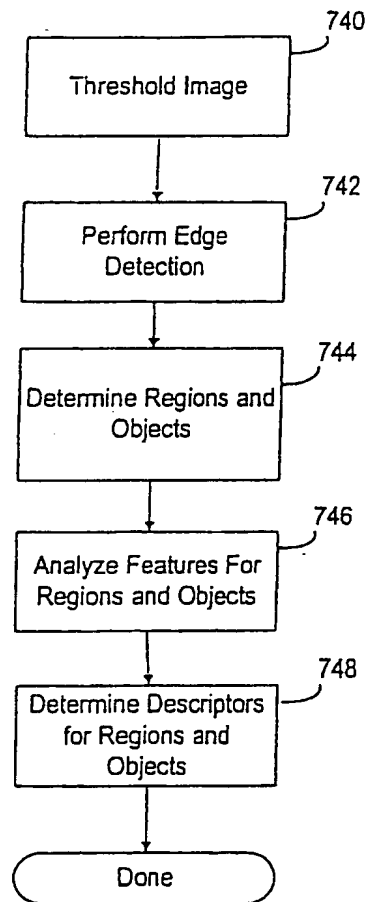 740
Threshold Image
742
Perform Edge
Detection
744
Determine Regions and
Objects
746
Analyze Features For
Regions and Objects
748
Determine Descriptors
for Regions and
Objects
Done